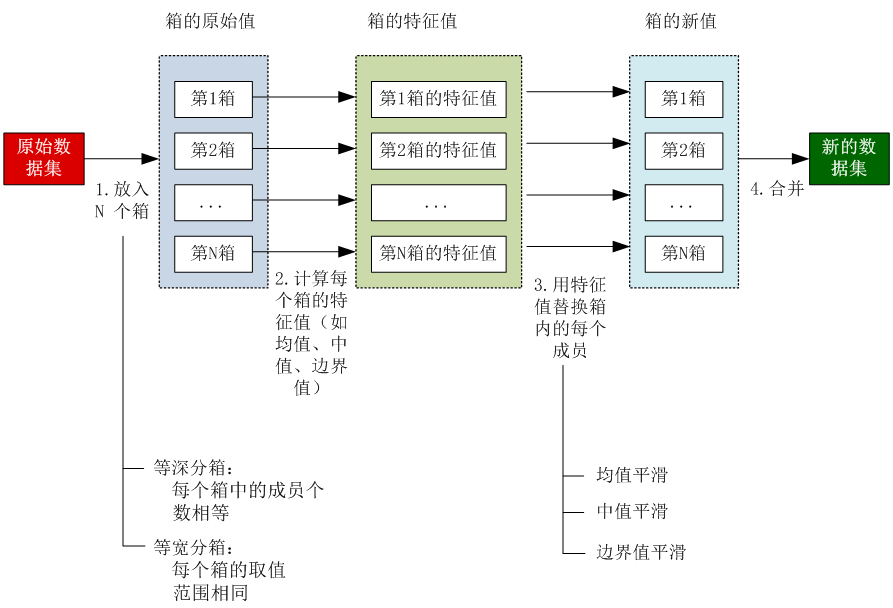 箱的原始值
箱的特征值
箱的新值
原始数
据集
1.放入
N 个箱
第1箱
第2箱
...
第N箱
2.计算每
个箱的特
征值（如
均值、中
值、边界
值）
第1箱的特征值
第2箱的特征值
...
第N箱的特征值
3.用特征
值替换箱
内的每个
成员
第1箱
第2箱
...
第N箱
4.合并
新的数
据集
等深分箱：
每个箱中的成员个
数相等
等宽分箱：
每个箱的取值
范围相同
均值平滑
中值平滑
边界值平滑